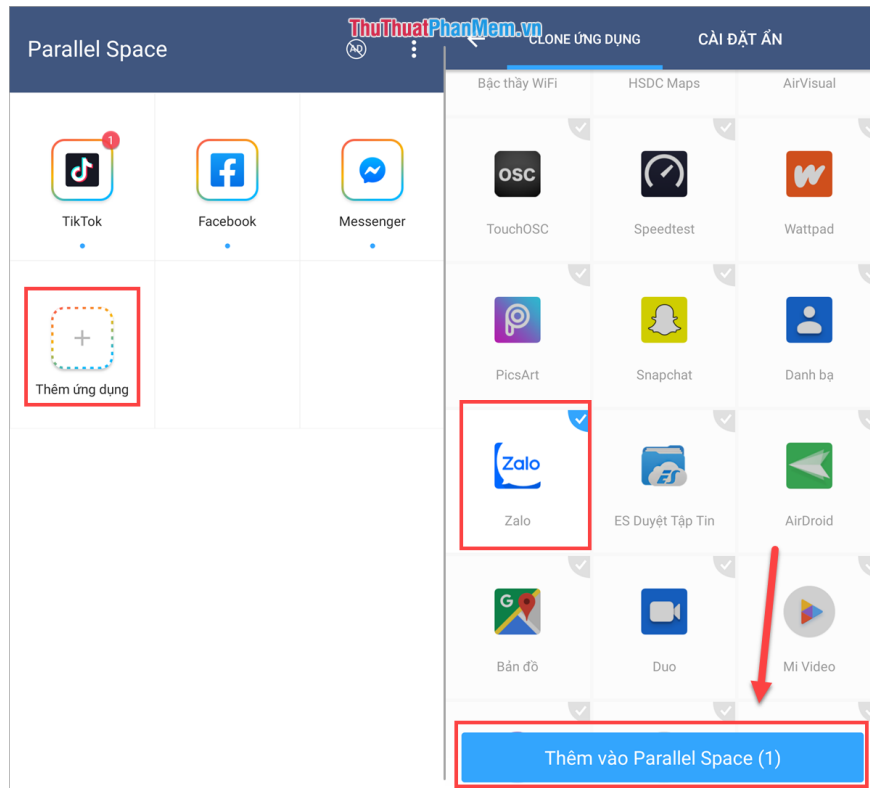 ThuThuatPhanMem.vn
Parallel Space
AD
1
TikTok
Facebook
Messenger
+
Thêm ứng dụng
CLONE ỨNG DỤNG
CÀI ĐẶT ẨN
Bậc thầy WiFi
HSDC Maps
AirVisual
OSC
TouchOSC
Speedtest
Wattpad
PicsArt
Snapchat
Danh bạ
Zalo
Zalo
ES
ES Duyệt Tập Tin
AirDroid
G
Bản đồ
Duo
Mi Video
Thêm vào Parallel Space (1)